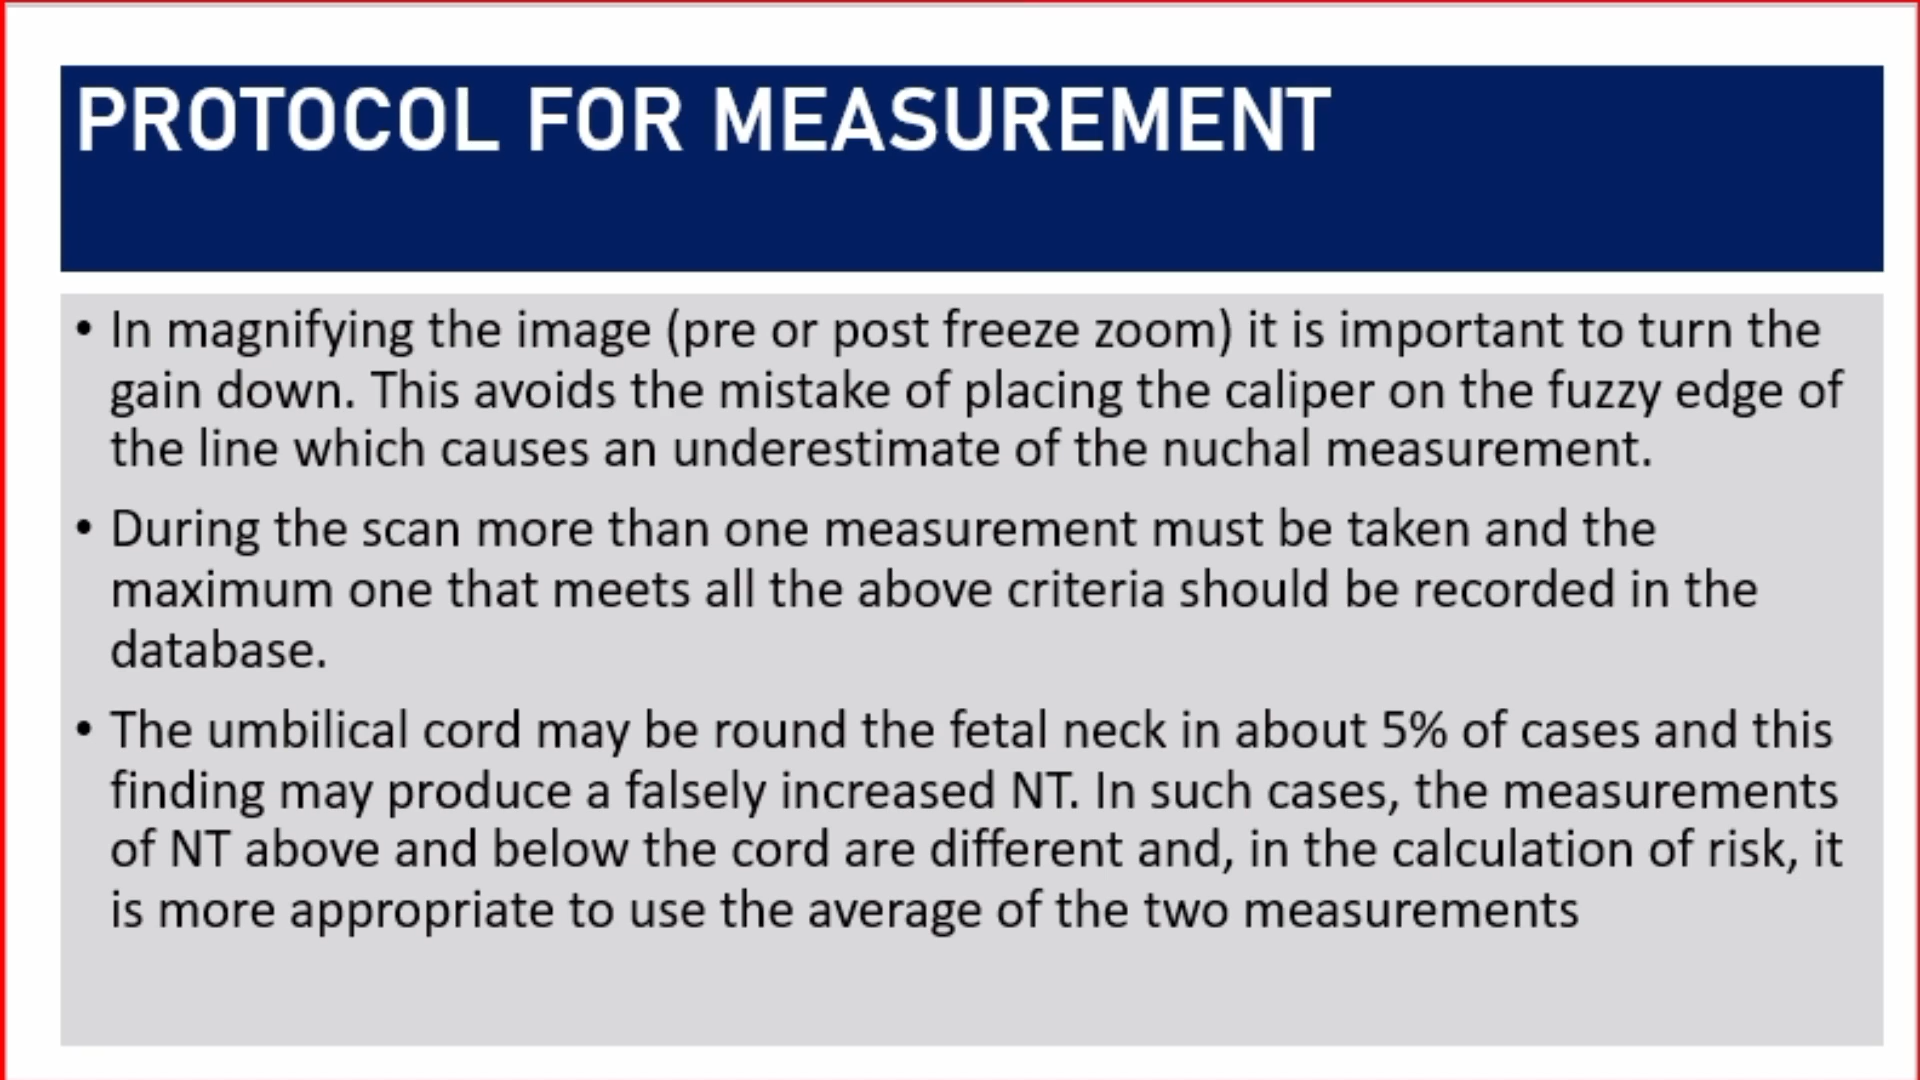 PROTOCOL FOR MEASUREMENT
• In magnifying the image (pre or post freeze zoom) it is important to turn the
gain down. This avoids the mistake of placing the caliper on the fuzzy edge of
the line which causes an underestimate of the nuchal measurement.
• During the scan more than one measurement must be taken and the
maximum one that meets all the above criteria should be recorded in the
database.
• The umbilical cord may be round the fetal neck in about 5% of cases and this
finding may produce a falsely increased NT. In such cases, the measurements
of NT above and below the cord are different and, in the calculation of risk, it
is more appropriate to use the average of the two measurements